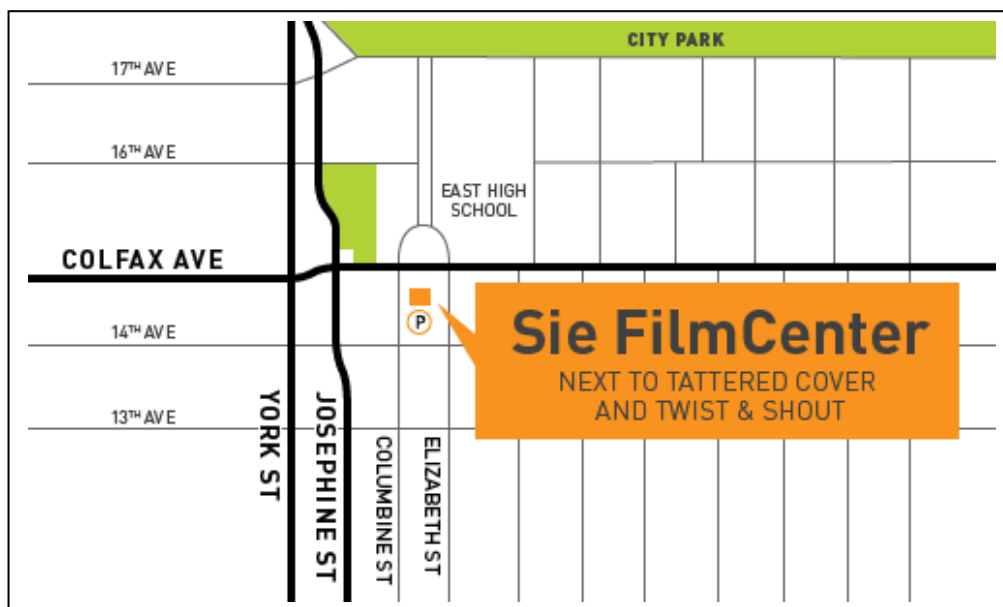 CITY PARK
17TH AVE
16TH AVE
EAST HIGH
SCHOOL
COLFAX AVE
P
14TH AVE
Sie FilmCenter
NEXT TO TATTERED COVER
AND TWIST & SHOUT
13TH AVE
YORK ST
JOSEPHINE ST
COLUMBINE ST
ELIZABETH ST